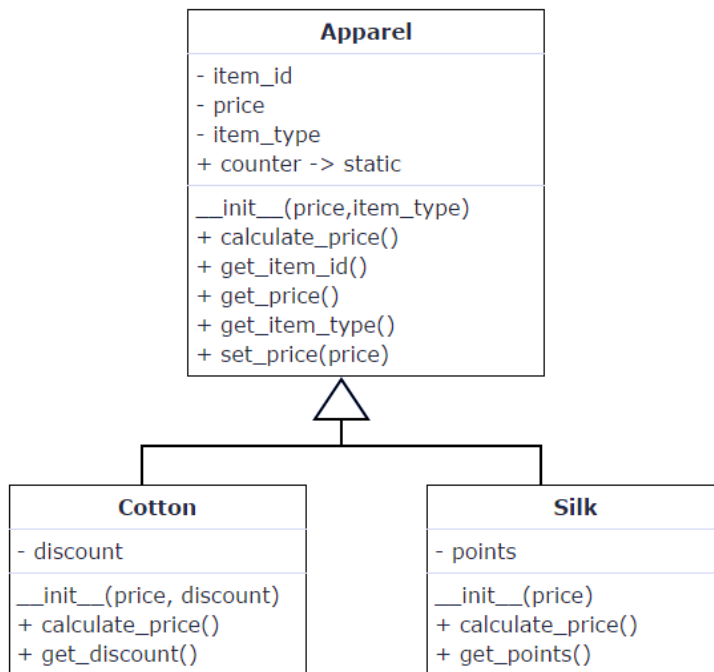 Apparel
- item_id
- price
- item_type
+ counter -> static
__init__(price,item_type)
+ calculate_price()
+ get_item_id()
+ get_price()
+ get_item_type()
+ set_price(price)
Cotton
- discount
__init__(price, discount)
+ calculate_price()
+ get_discount()
Silk
- points
__init__(price)
+ calculate_price()
+ get_points()